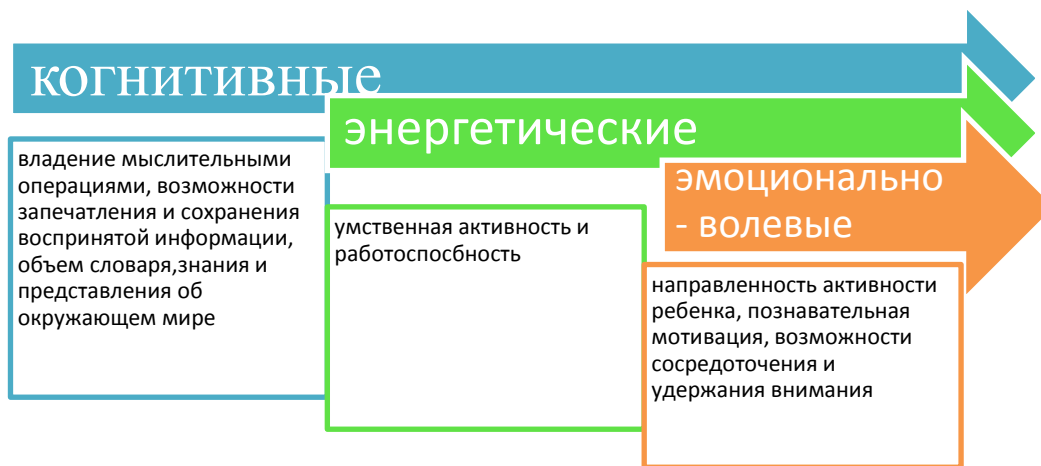 когнитивные
владение мыслительными
операциями, возможности
запечатления и сохранения
воспринятой информации,
объем словаря,знания и
представления об
окружающем мире
энергетические
умственная активность и
работоспосбность
эмоционально
- волевые
направленность активности
ребенка, познавательная
мотивация, возможности
сосредоточения и
удержания внимания